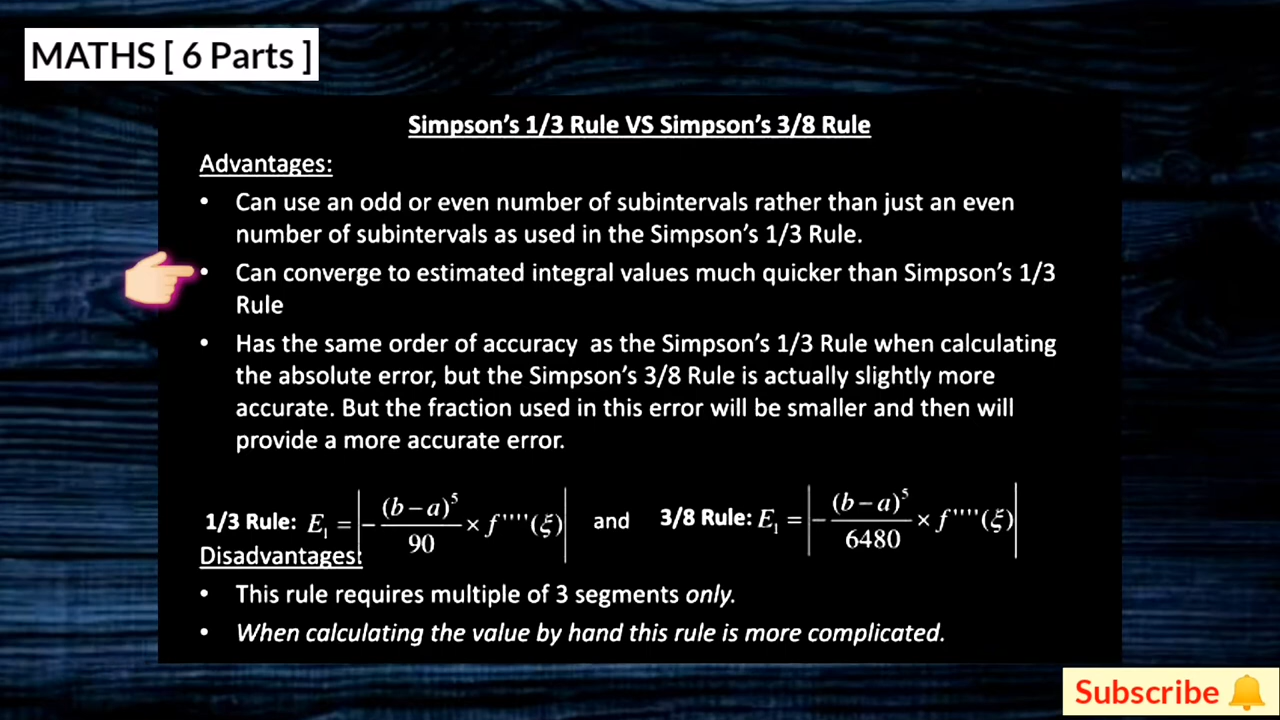 MATHS [ 6 Parts ]
Simpson's 1/3 Rule VS Simpson's 3/8 Rule
Advantages:
• Can use an odd or even number of subintervals rather than just an even
number of subintervals as used in the Simpson's 1/3 Rule.
• Can converge to estimated integral values much quicker than Simpson's 1/3
Rule
• Has the same order of accuracy as the Simpson's 1/3 Rule when calculating
the absolute error, but the Simpson's 3/8 Rule is actually slightly more
accurate. But the fraction used in this error will be smaller and then will
provide a more accurate error.
1/3 Rule: E₁ = |−(b−a)⁵/90 × f''''(ξ)| and 3/8 Rule: E₁ = |−(b−a)⁵/6480 × f''''(ξ)|
Disadvantages:
• This rule requires multiple of 3 segments only.
• When calculating the value by hand this rule is more complicated.
Subscribe 🔔